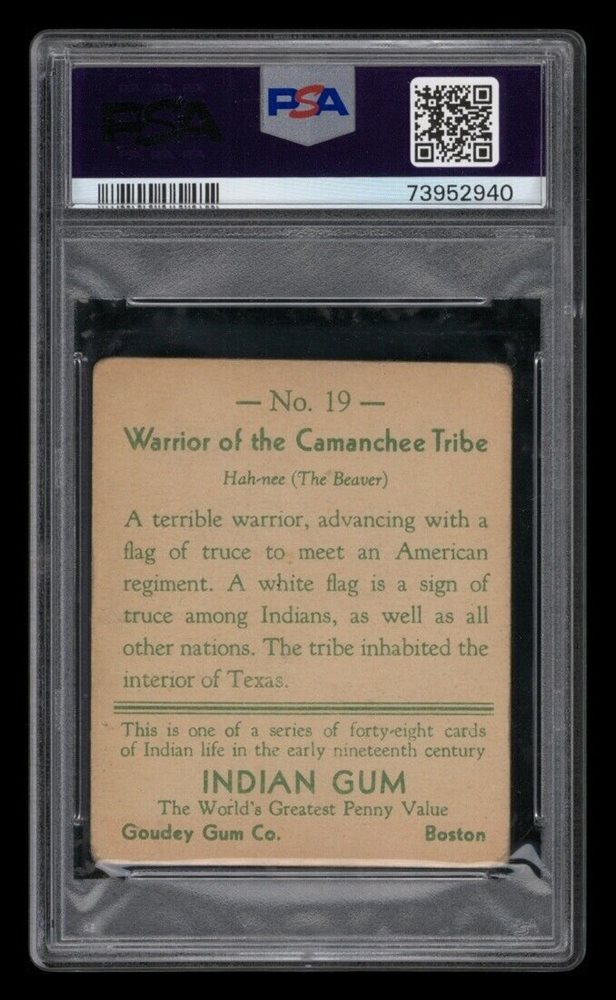 PSA
73952940
— No. 19 —
Warrior of the Camanchee Tribe
Hah-nee (The Beaver)
A terrible warrior, advancing with a
flag of truce to meet an American
regiment. A white flag is a sign of
truce among Indians, as well as all
other nations. The tribe inhabited the
interior of Texas.
This is one of a series of forty-eight cards
of Indian life in the early nineteenth century
INDIAN GUM
The World's Greatest Penny Value
Goudey Gum Co. Boston